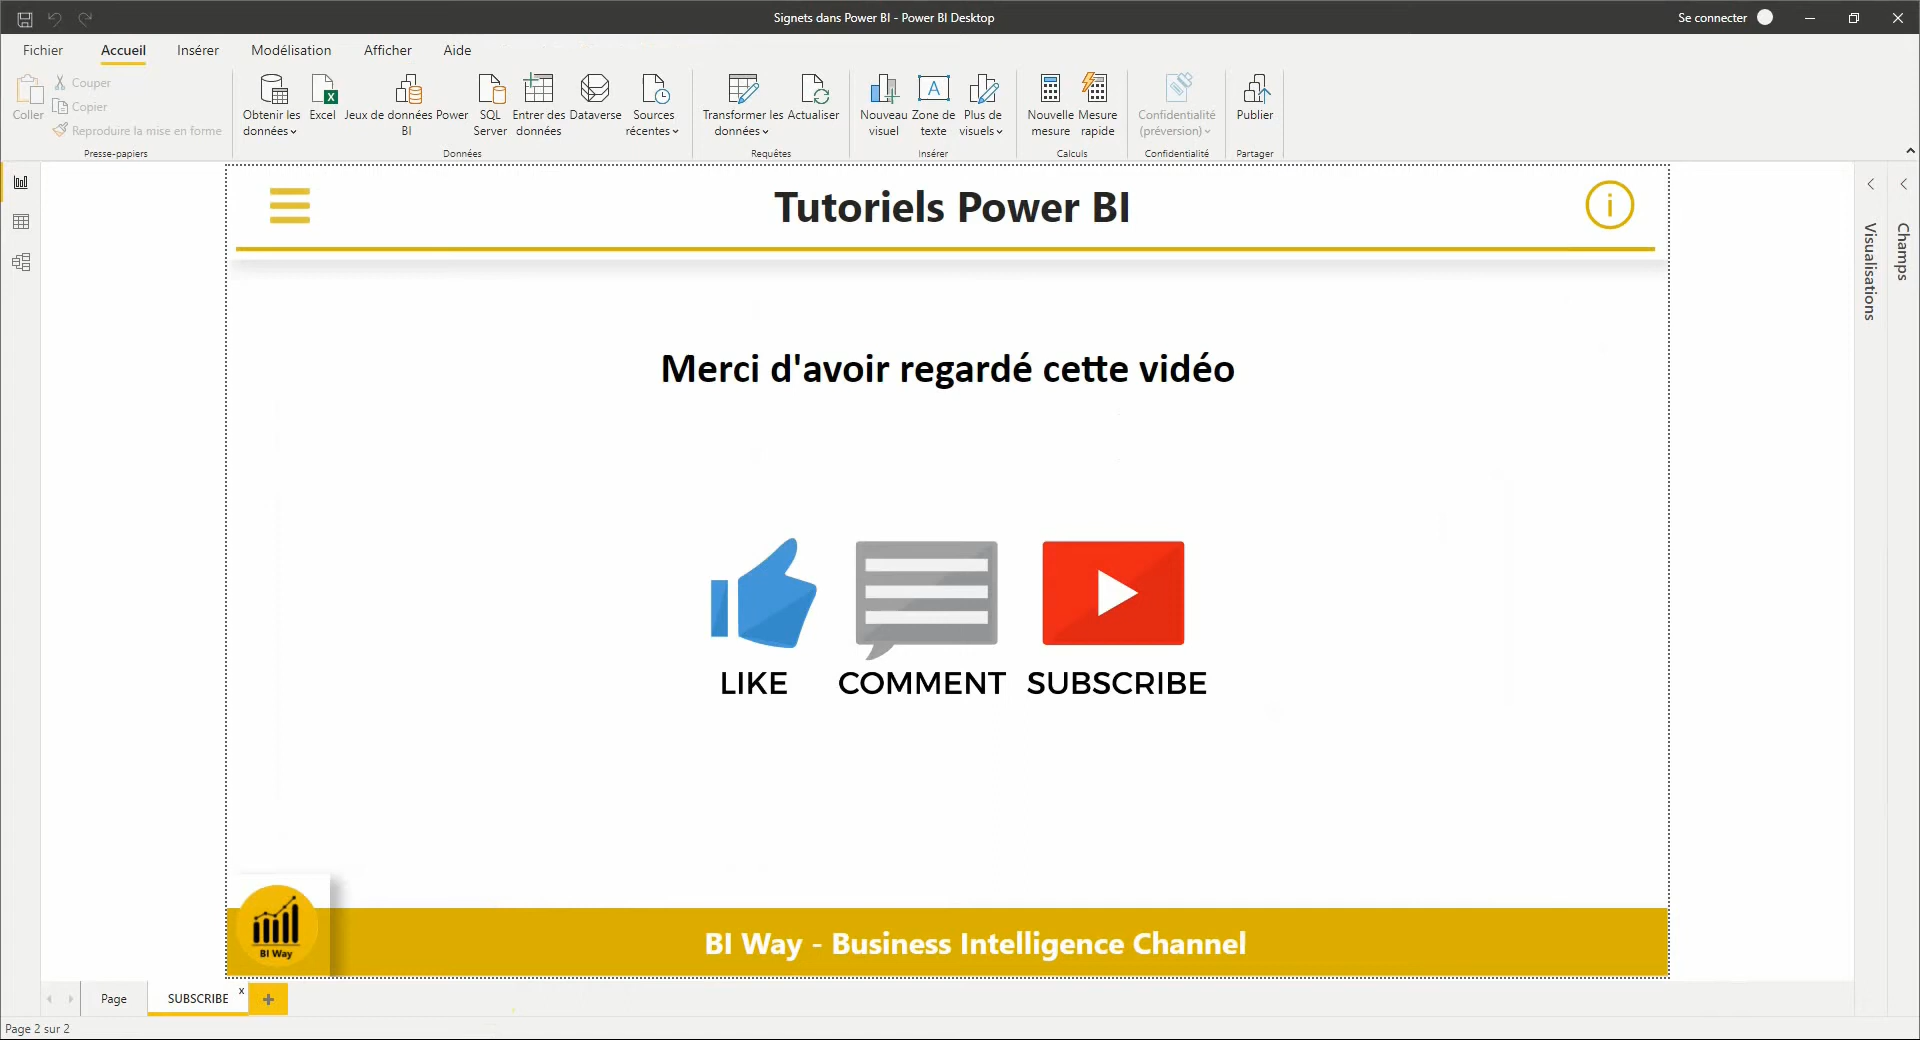 Signets dans Power BI - Power BI Desktop
Se connecter
Fichier
Accueil
Insérer
Modélisation
Afficher
Aide
Coller
Couper
Copier
Reproduire la mise en forme
Presse-papiers
Obtenir les données
Excel
Jeux de données Power BI
SQL Server
Entrer des données
Dataverse
Sources récentes
Données
Transformer les données
Actualiser
Requêtes
Nouveau visuel
Zone de texte
Plus de visuels
Insérer
Nouvelle mesure
Mesure rapide
Calculs
Confidentialité (préversion)
Confidentialité
Publier
Partager
Tutoriels Power BI
Visualisations
Champs
Merci d'avoir regardé cette vidéo
LIKE
COMMENT
SUBSCRIBE
BI Way
BI Way - Business Intelligence Channel
Page
SUBSCRIBE
Page 2 sur 2